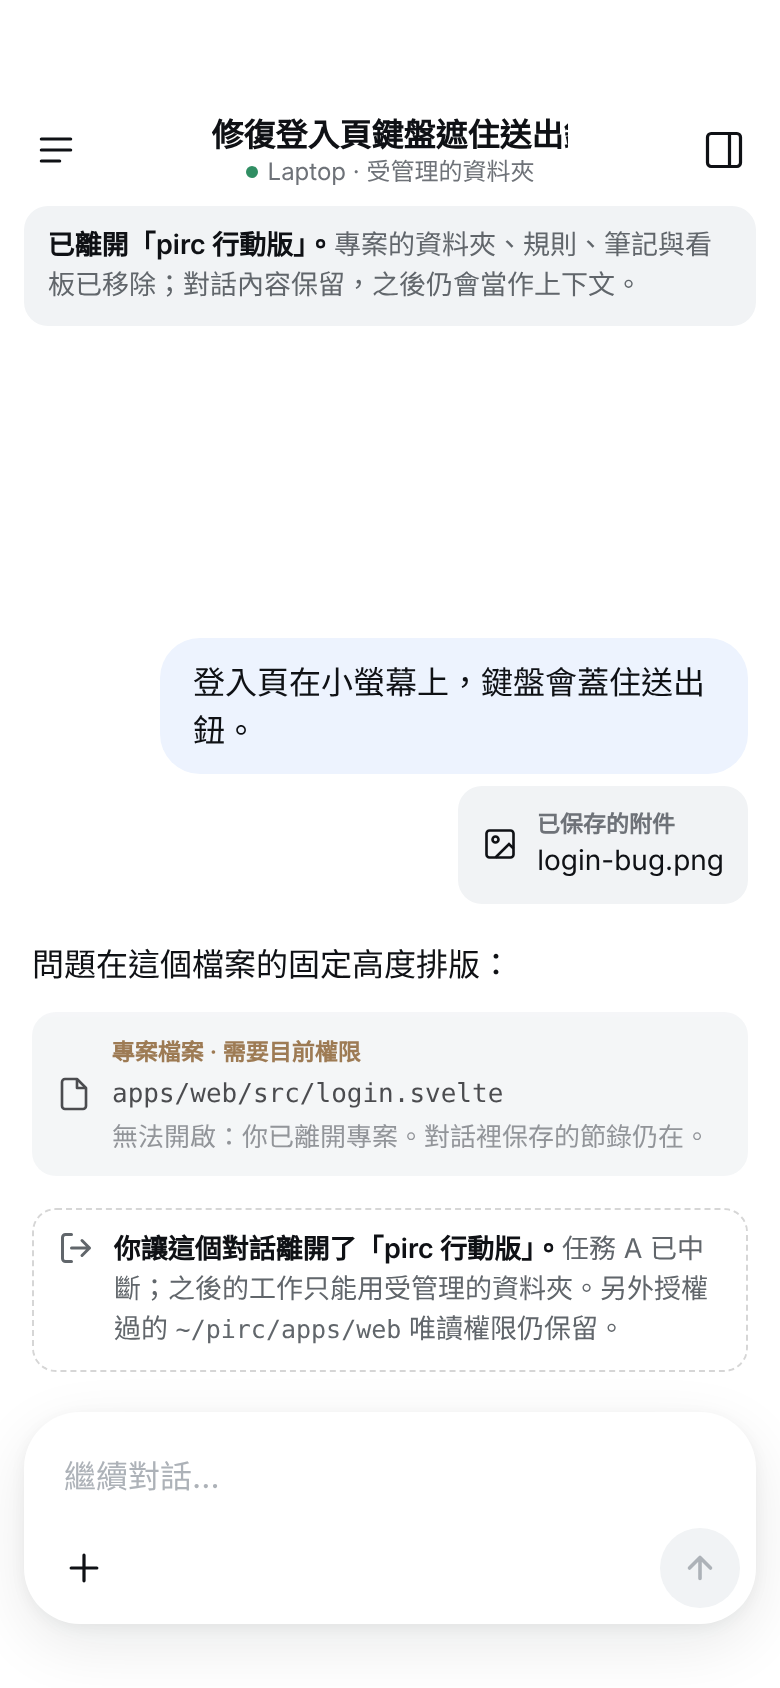 修復登入頁鍵盤遮住送出
Laptop · 受管理的資料夾
已離開「pirc 行動版」。專案的資料夾、規則、筆記與看
板已移除；對話內容保留，之後仍會當作上下文。
登入頁在小螢幕上，鍵盤會蓋住送出
鈕。
已保存的附件
login-bug.png
問題在這個檔案的固定高度排版：
專案檔案 · 需要目前權限
apps/web/src/login.svelte
無法開啟：你已離開專案。對話裡保存的節錄仍在。
你讓這個對話離開了「pirc 行動版」。任務 A 已中
斷；之後的工作只能用受管理的資料夾。另外授權
過的 ~/pirc/apps/web 唯讀權限仍保留。
繼續對話...